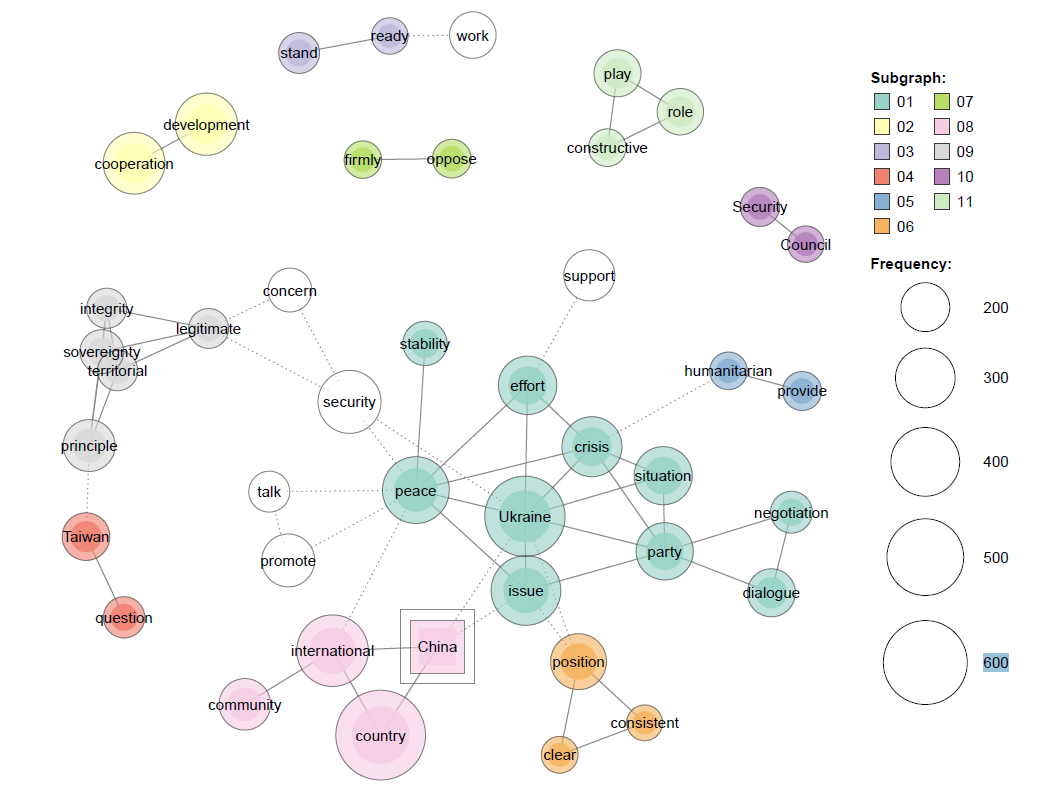 stand
ready
work
play
role
constructive
development
cooperation
firmly
oppose
Security
Council
support
concern
integrity
legitimate
sovereignty
territorial
stability
security
effort
humanitarian
provide
principle
crisis
situation
talk
peace
Ukraine
negotiation
Taiwan
promote
party
issue
dialogue
question
international
China
position
community
country
consistent
clear
Subgraph:
01 07
02 08
03 09
04 10
05 11
06
Frequency:
200
300
400
500
600